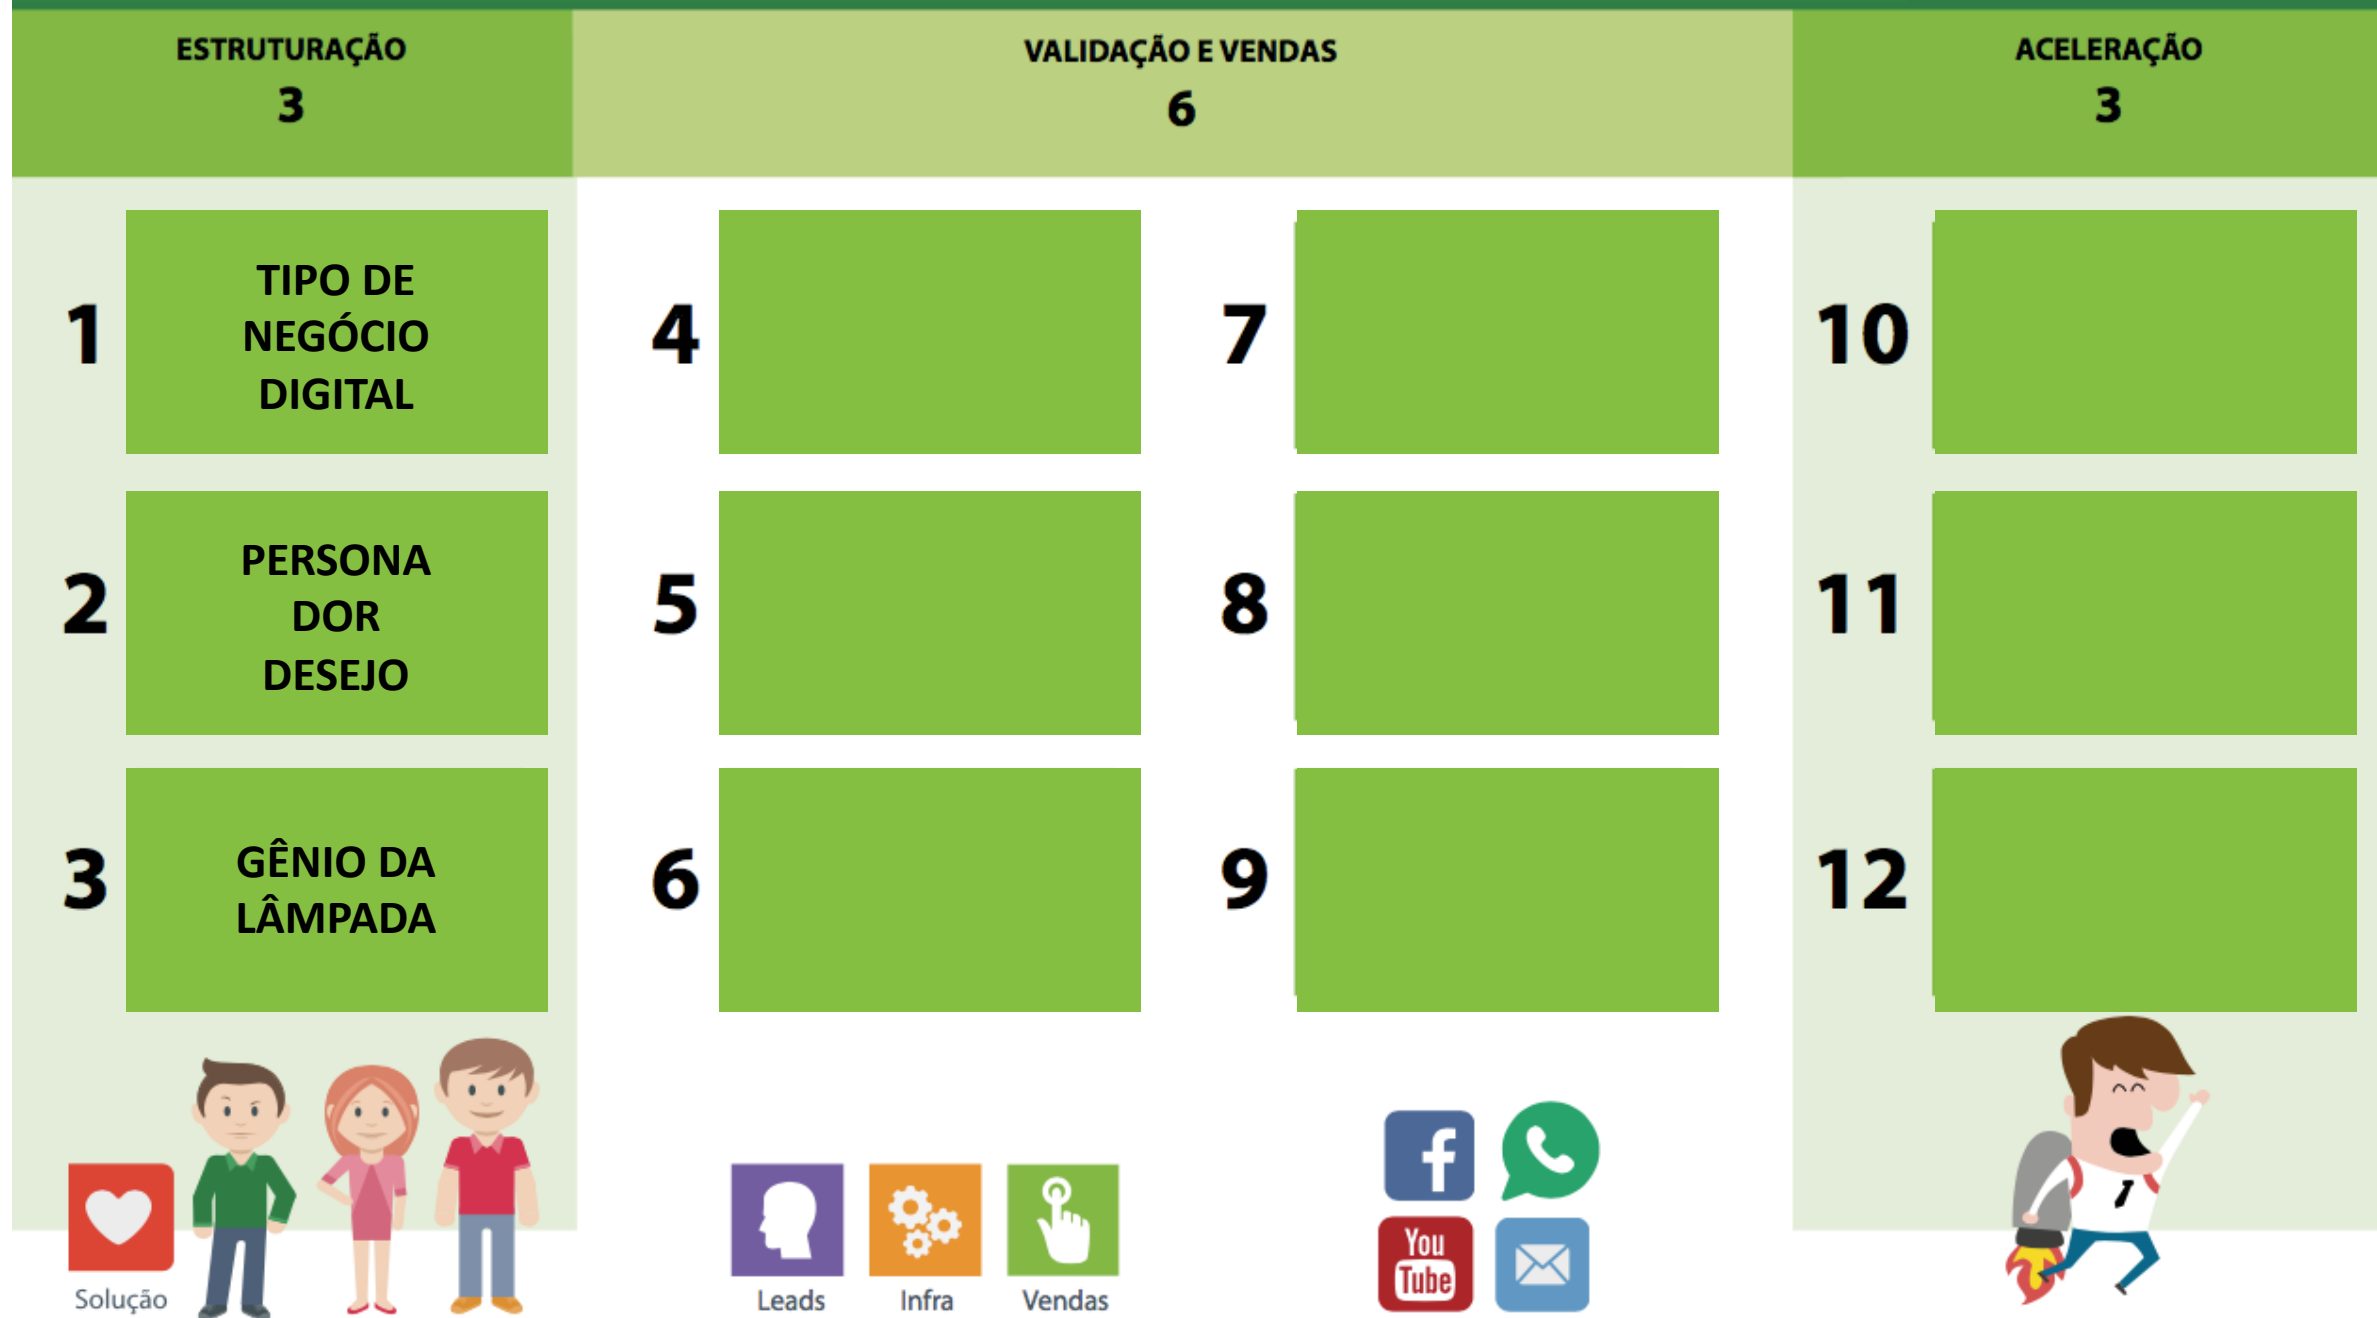 ESTRUTURAÇÃO
3
VALIDAÇÃO E VENDAS
6
ACELERAÇÃO
3
1
TIPO DE
NEGÓCIO
DIGITAL
2
PERSONA
DOR
DESEJO
3
GÊNIO DA
LÂMPADA
4
5
6
7
8
9
10
11
12
Solução
Leads
Infra
Vendas
f
You
Tube